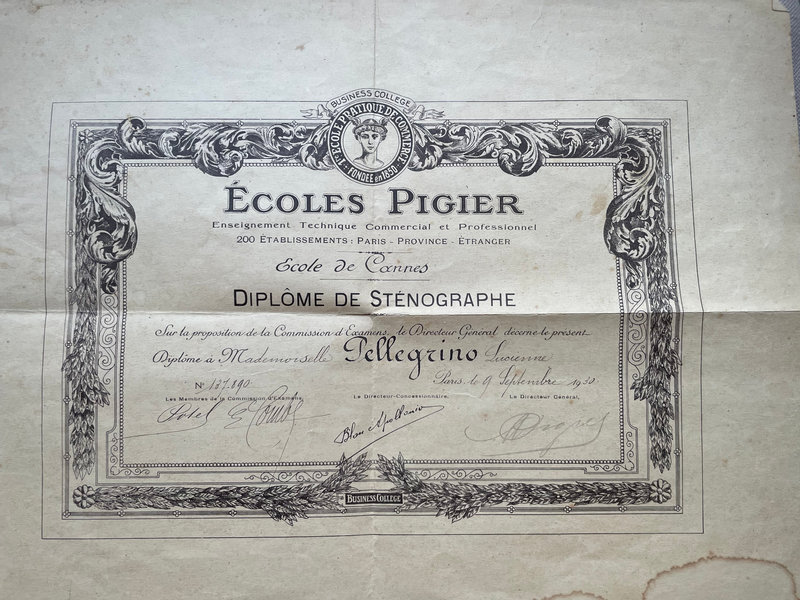 BUSINESS COLLEGE
ECOLE PRATIQUE DE COMMERCE
FONDÉE en 1850
ÉCOLES PIGIER
Enseignement Technique Commercial et Professionnel
200 ÉTABLISSEMENTS: PARIS - PROVINCE - ÉTRANGER
Ecole de Cannes
DIPLÔME DE STÉNOGRAPHE
Sur la proposition de la Commission d'Examens, le Directeur Général décerne le présent
Diplôme à Mademoiselle Pellegrino Lucienne
N° 137.890 Paris, le 9 Septembre 1930
Les Membres de la Commission d'Examens, Le Directeur-Concessionnaire, Le Directeur Général,
BUSINESS COLLEGE